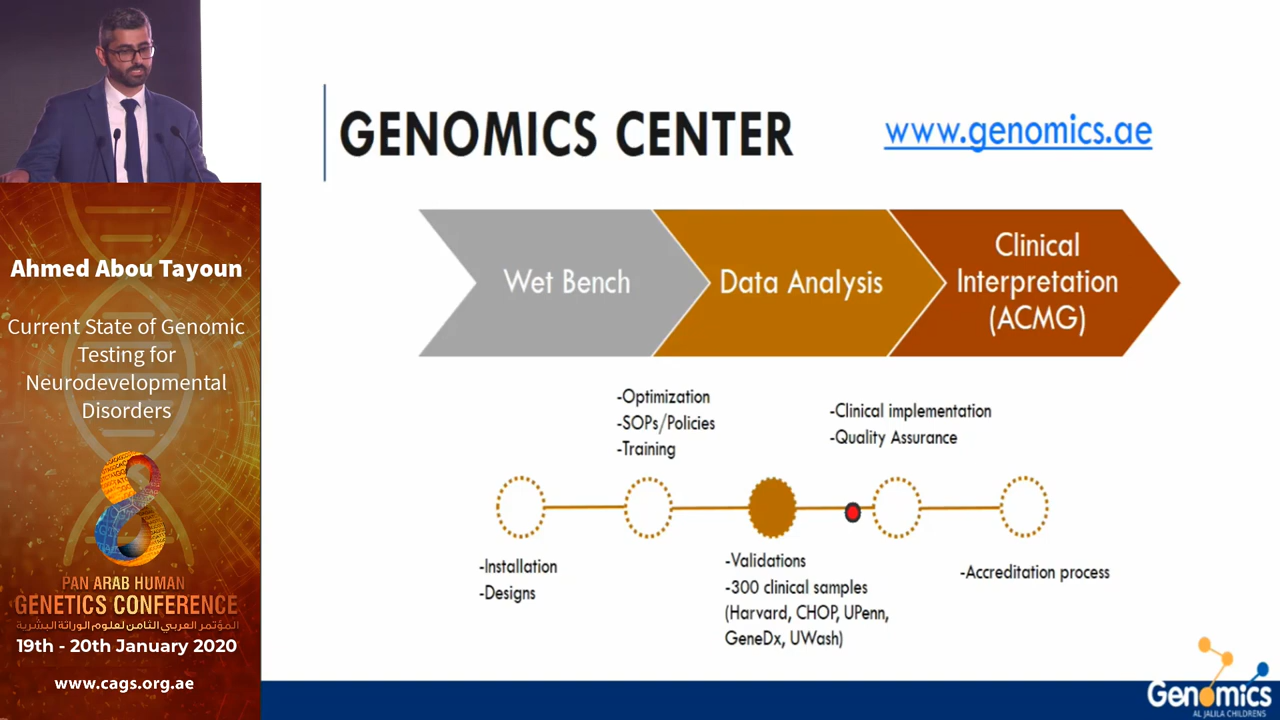 Ahmed Abou Tayoun
Current State of Genomic
Testing for
Neurodevelopmental
Disorders
PAN ARAB HUMAN
GENETICS CONFERENCE
المؤتمر العربي الثامن لعلوم الوراثة البشرية
19th - 20th January 2020
www.cags.org.ae
GENOMICS CENTER
www.genomics.ae
Wet Bench
Data Analysis
Clinical
Interpretation
(ACMG)
-Optimization
-SOPs/Policies
-Training
-Clinical implementation
-Quality Assurance
-Installation
-Designs
-Validations
-300 clinical samples
(Harvard, CHOP, UPenn,
GeneDx, UWash)
-Accreditation process
Genomics
AL JALILA CHILDRENS